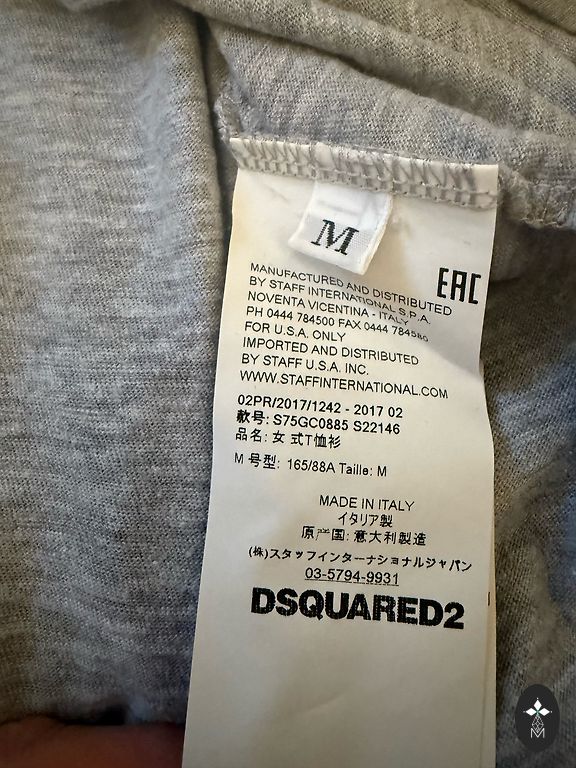 M
EAC
MANUFACTURED AND DISTRIBUTED
BY STAFF INTERNATIONAL S.P.A.
NOVENTA VICENTINA - ITALY
PH 0444 784500 FAX 0444 784580
FOR U.S.A. ONLY
IMPORTED AND DISTRIBUTED
BY STAFF U.S.A. INC.
WWW.STAFFINTERNATIONAL.COM
02PR/2017/1242 - 2017 02
款号: S75GC0885 S22146
品名: 女 式T恤衫
M 号型: 165/88A Taille: M
MADE IN ITALY
イタリア製
原产国: 意大利製造
(株)スタッフインターナショナルジャパン
03-5794-9931
DSQUARED2
M